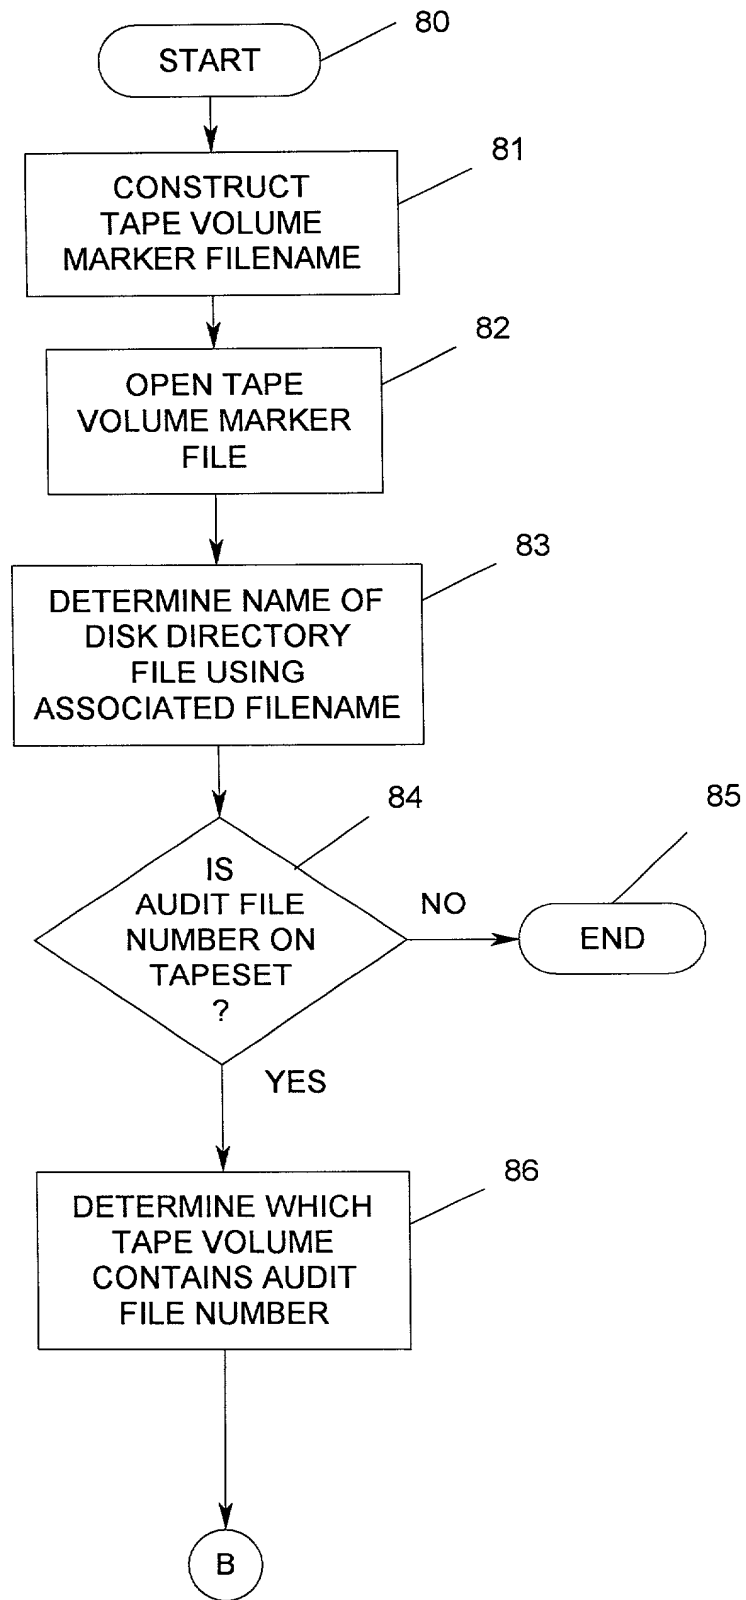 80
START
81
CONSTRUCT
TAPE VOLUME
MARKER FILENAME
82
OPEN TAPE
VOLUME MARKER
FILE
83
DETERMINE NAME OF
DISK DIRECTORY
FILE USING
ASSOCIATED FILENAME
84
85
IS
AUDIT FILE
NUMBER ON
TAPESET
?
NO
END
YES
86
DETERMINE WHICH
TAPE VOLUME
CONTAINS AUDIT
FILE NUMBER
B